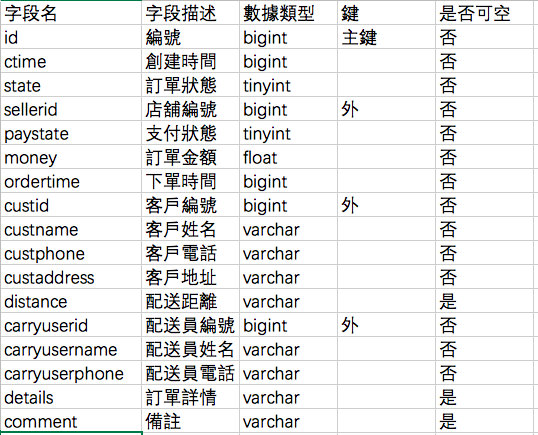 字段名 字段描述 數據類型 鍵 是否可空
id 編號 bigint 主鍵 否
ctime 創建時間 bigint 否
state 訂單狀態 tinyint 否
sellerid 店舖編號 bigint 外 否
paystate 支付狀態 tinyint 否
money 訂單金額 float 否
ordertime 下單時間 bigint 否
custid 客戶編號 bigint 外 否
custname 客戶姓名 varchar 否
custphone 客戶電話 varchar 否
custaddress 客戶地址 varchar 否
distance 配送距離 varchar 是
carryuserid 配送員編號 bigint 外 否
carryusername 配送員姓名 varchar 否
carryuserphone 配送員電話 varchar 否
details 訂單詳情 varchar 是
comment 備註 varchar 是